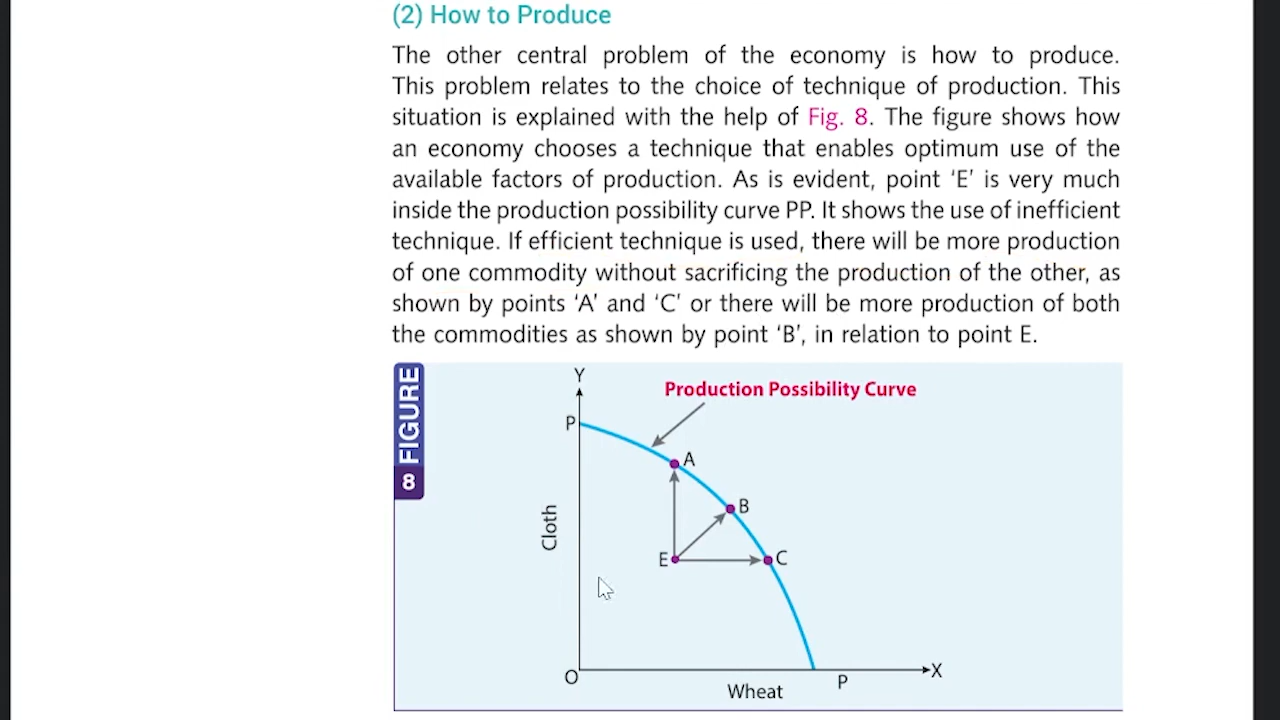 (2) How to Produce
The other central problem of the economy is how to produce.
This problem relates to the choice of technique of production. This
situation is explained with the help of Fig. 8. The figure shows how
an economy chooses a technique that enables optimum use of the
available factors of production. As is evident, point ‘E’ is very much
inside the production possibility curve PP. It shows the use of inefficient
technique. If efficient technique is used, there will be more production
of one commodity without sacrificing the production of the other, as
shown by points ‘A’ and ‘C’ or there will be more production of both
the commodities as shown by point ‘B’, in relation to point E.
FIGURE
8
Y
Production Possibility Curve
P
A
B
Cloth
E
C
O
P
X
Wheat